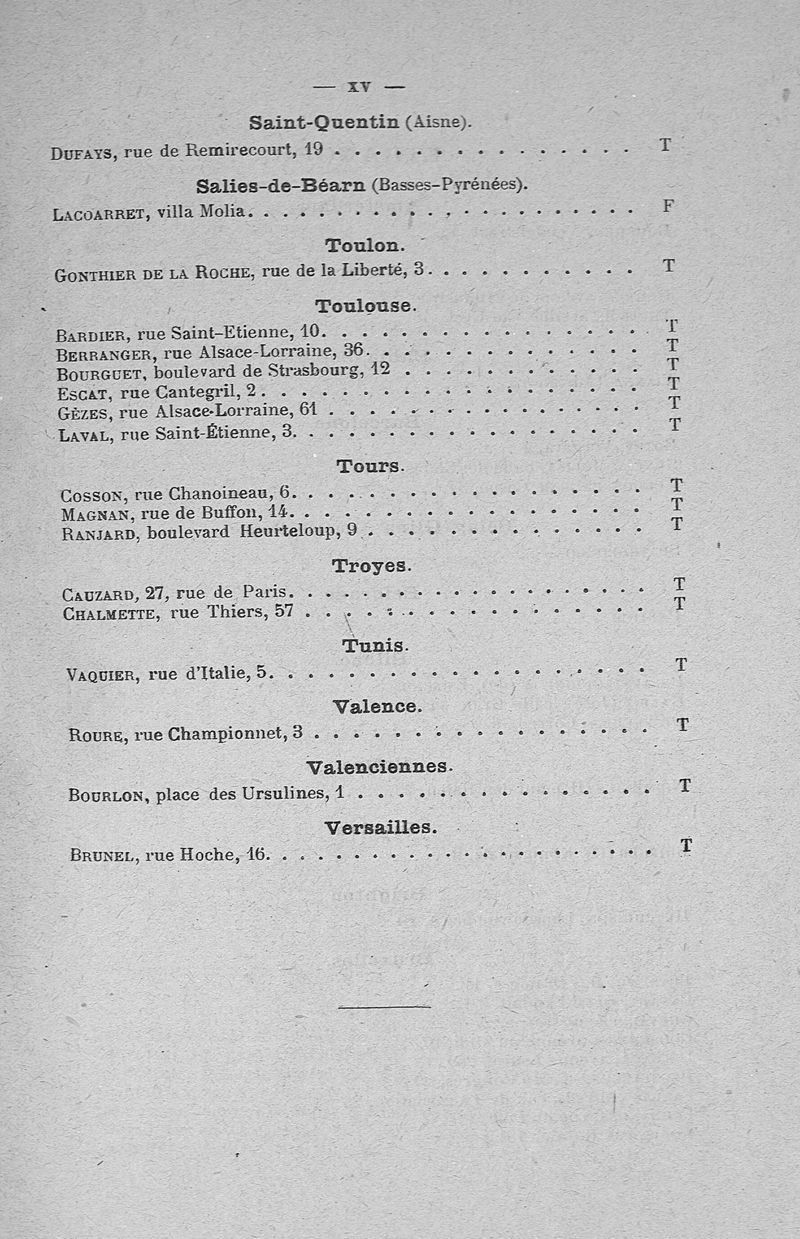 — XV —
Saint-Quentin (Aisne).
DUFAYS, rue de Remirecourt, 19 . . . . . . . . . . . . . . . T
Salies-de-Béarn (Basses-Pyrénées).
LACOARRET, villa Molia. . . . . . . . . . . . . . . . . . . . F
Toulon.
GONTHIER DE LA ROCHE, rue de la Liberté, 3. . . . . . . . . . . T
Toulouse.
BARDIER, rue Saint-Etienne, 10. . . . . . . . . . . . . . . . T
BERRANGER, rue Alsace-Lorraine, 36. . . . . . . . . . . . . . T
BOURGUET, boulevard de Strasbourg, 12 . . . . . . . . . . . . T
ESCAT, rue Cantegril, 2 . . . . . . . . . . . . . . . . . . . T
GÈZES, rue Alsace-Lorraine, 61 . . . . . . . . . . . . . . . . T
LAVAL, rue Saint-Étienne, 3. . . . . . . . . . . . . . . . . . T
Tours.
COSSON, rue Chanoineau, 6. . . . . . . . . . . . . . . . . . T
MAGNAN, rue de Buffon, 14. . . . . . . . . . . . . . . . . . T
RANJARD, boulevard Heurteloup, 9 . . . . . . . . . . . . . . T
Troyes.
CAUZARD, 27, rue de Paris. . . . . . . . . . . . . . . . . . T
CHALMETTE, rue Thiers, 57 . . . . . . . . . . . . . . . . . T
Tunis.
VAQUIER, rue d'Italie, 5. . . . . . . . . . . . . . . . . . . T
Valence.
ROURE, rue Championnet, 3 . . . . . . . . . . . . . . . . . T
Valenciennes.
BOURLON, place des Ursulines, 1 . . . . . . . . . . . . . . . T
Versailles.
BRUNEL, rue Hoche, 16. . . . . . . . . . . . . . . . . . . . T